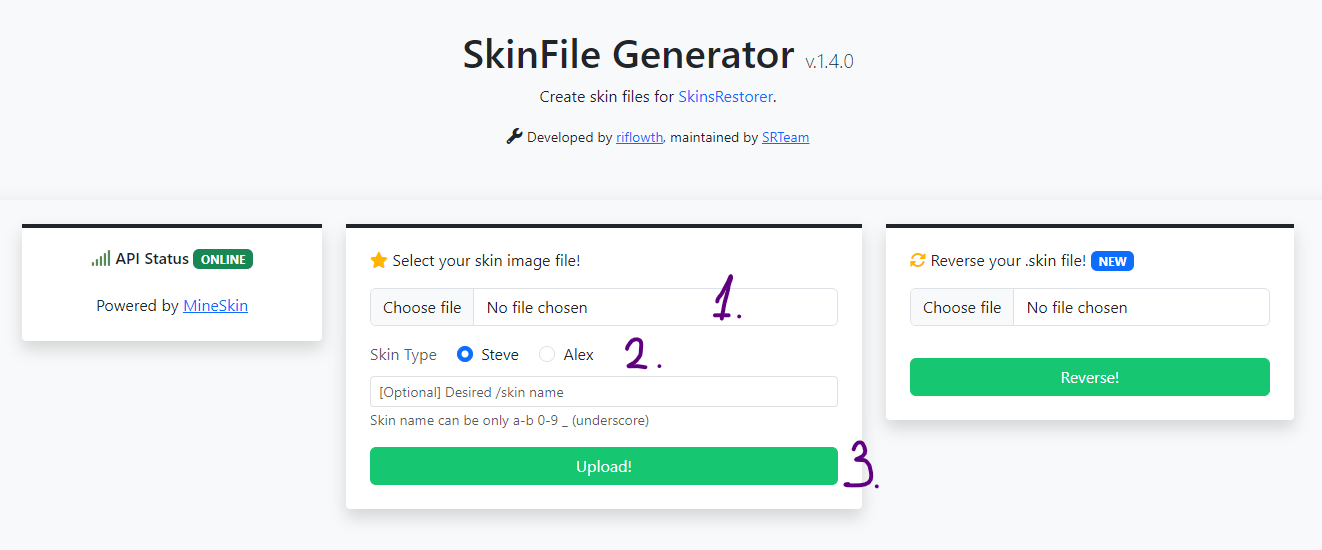 SkinFile Generator v.1.4.0
Create skin files for SkinsRestorer.
Developed by riflowth, maintained by SRTeam
API Status ONLINE
Powered by MineSkin
Select your skin image file!
Choose file No file chosen 1.
Skin Type Steve Alex 2.
[Optional] Desired /skin name
Skin name can be only a-b 0-9 _ (underscore)
Upload! 3.
Reverse your .skin file! NEW
Choose file No file chosen
Reverse!